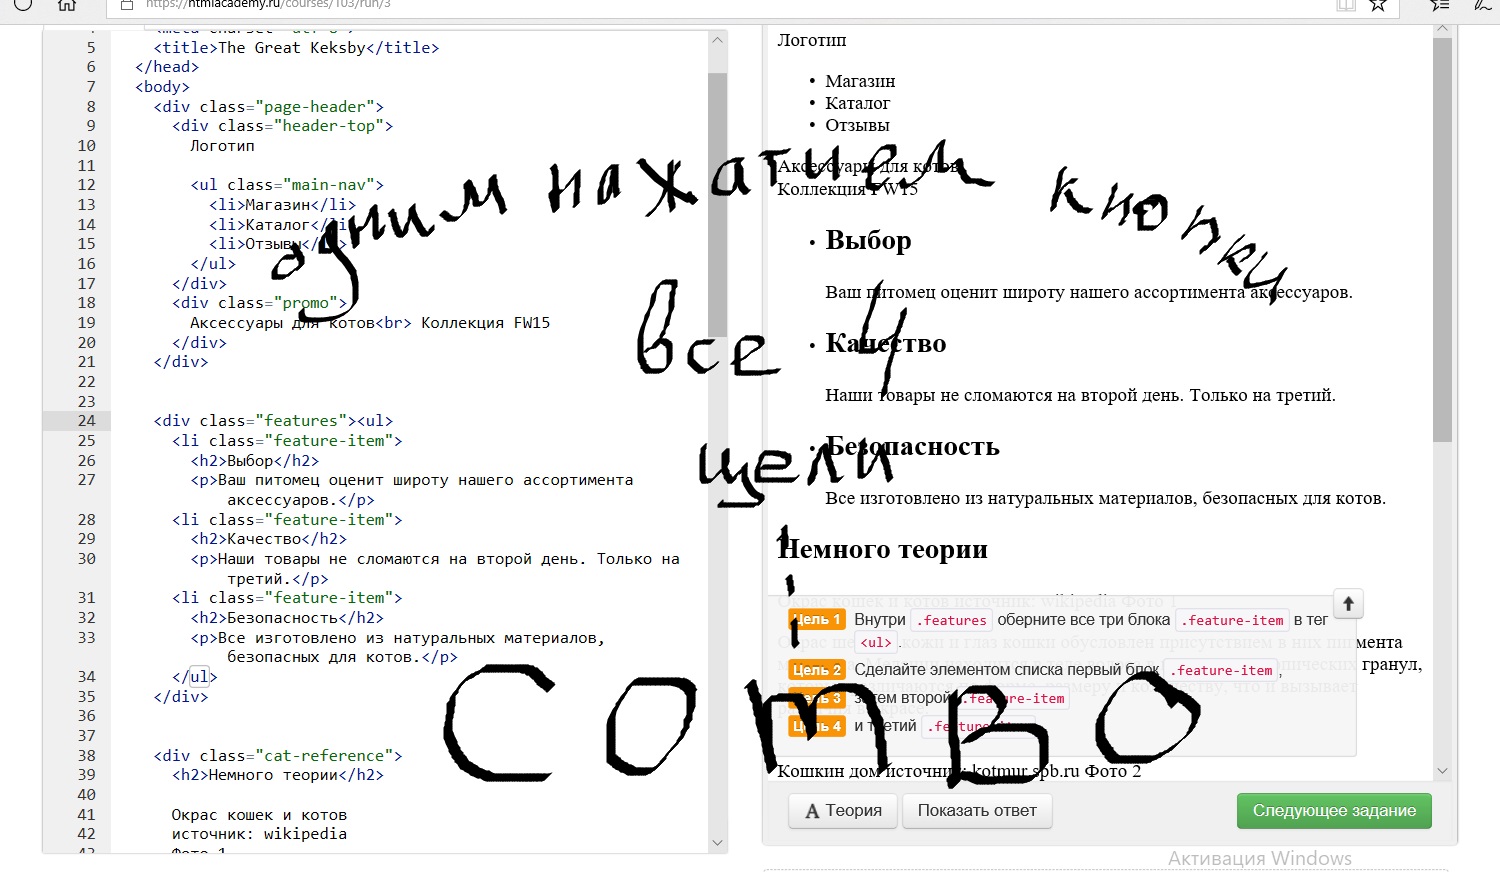 https://htmlacademy.ru/courses/103/run/3
5 <title>The Great Keksby</title>
6 </head>
7 <body>
8 <div class="page-header">
9 <div class="header-top">
10 Логотип
11
12 <ul class="main-nav">
13 <li>Магазин</li>
14 <li>Каталог</li>
15 <li>Отзывы</li>
16 </ul>
17 </div>
18 <div class="promo">
19 Аксессуары для котов<br> Коллекция FW15
20 </div>
21 </div>
22
23
24 <div class="features"><ul>
25 <li class="feature-item">
26 <h2>Выбор</h2>
27 <p>Ваш питомец оценит широту нашего ассортимента
аксессуаров.</p>
28 <li class="feature-item">
29 <h2>Качество</h2>
30 <p>Наши товары не сломаются на второй день. Только на
третий.</p>
31 <li class="feature-item">
32 <h2>Безопасность</h2>
33 <p>Все изготовлено из натуральных материалов,
безопасных для котов.</p>
34 </ul>
35 </div>
36
37
38 <div class="cat-reference">
39 <h2>Немного теории</h2>
40
41 Окрас кошек и котов
42 источник: wikipedia
Логотип
• Магазин
• Каталог
• Отзывы
Аксессуары для котов
Коллекция FW15
• Выбор
Ваш питомец оценит широту нашего ассортимента аксессуаров.
• Качество
Наши товары не сломаются на второй день. Только на третий.
• Безопасность
Все изготовлено из натуральных материалов, безопасных для котов.
Немного теории
Окрас кошек и котов источник: wikipedia Фото 1
Цель 1 Внутри .features оберните все три блока .feature-item в тег
<ul>.
Цель 2 Сделайте элементом списка первый блок .feature-item,
Цель 3 затем второй .feature-item
Цель 4 и третий .feature-item
Кошкин дом источник: kotmur.spb.ru Фото 2
A Теория Показать ответ Следующее задание
Активация Windows
одним нажатием кнопки
все 4
щели
!
сомво